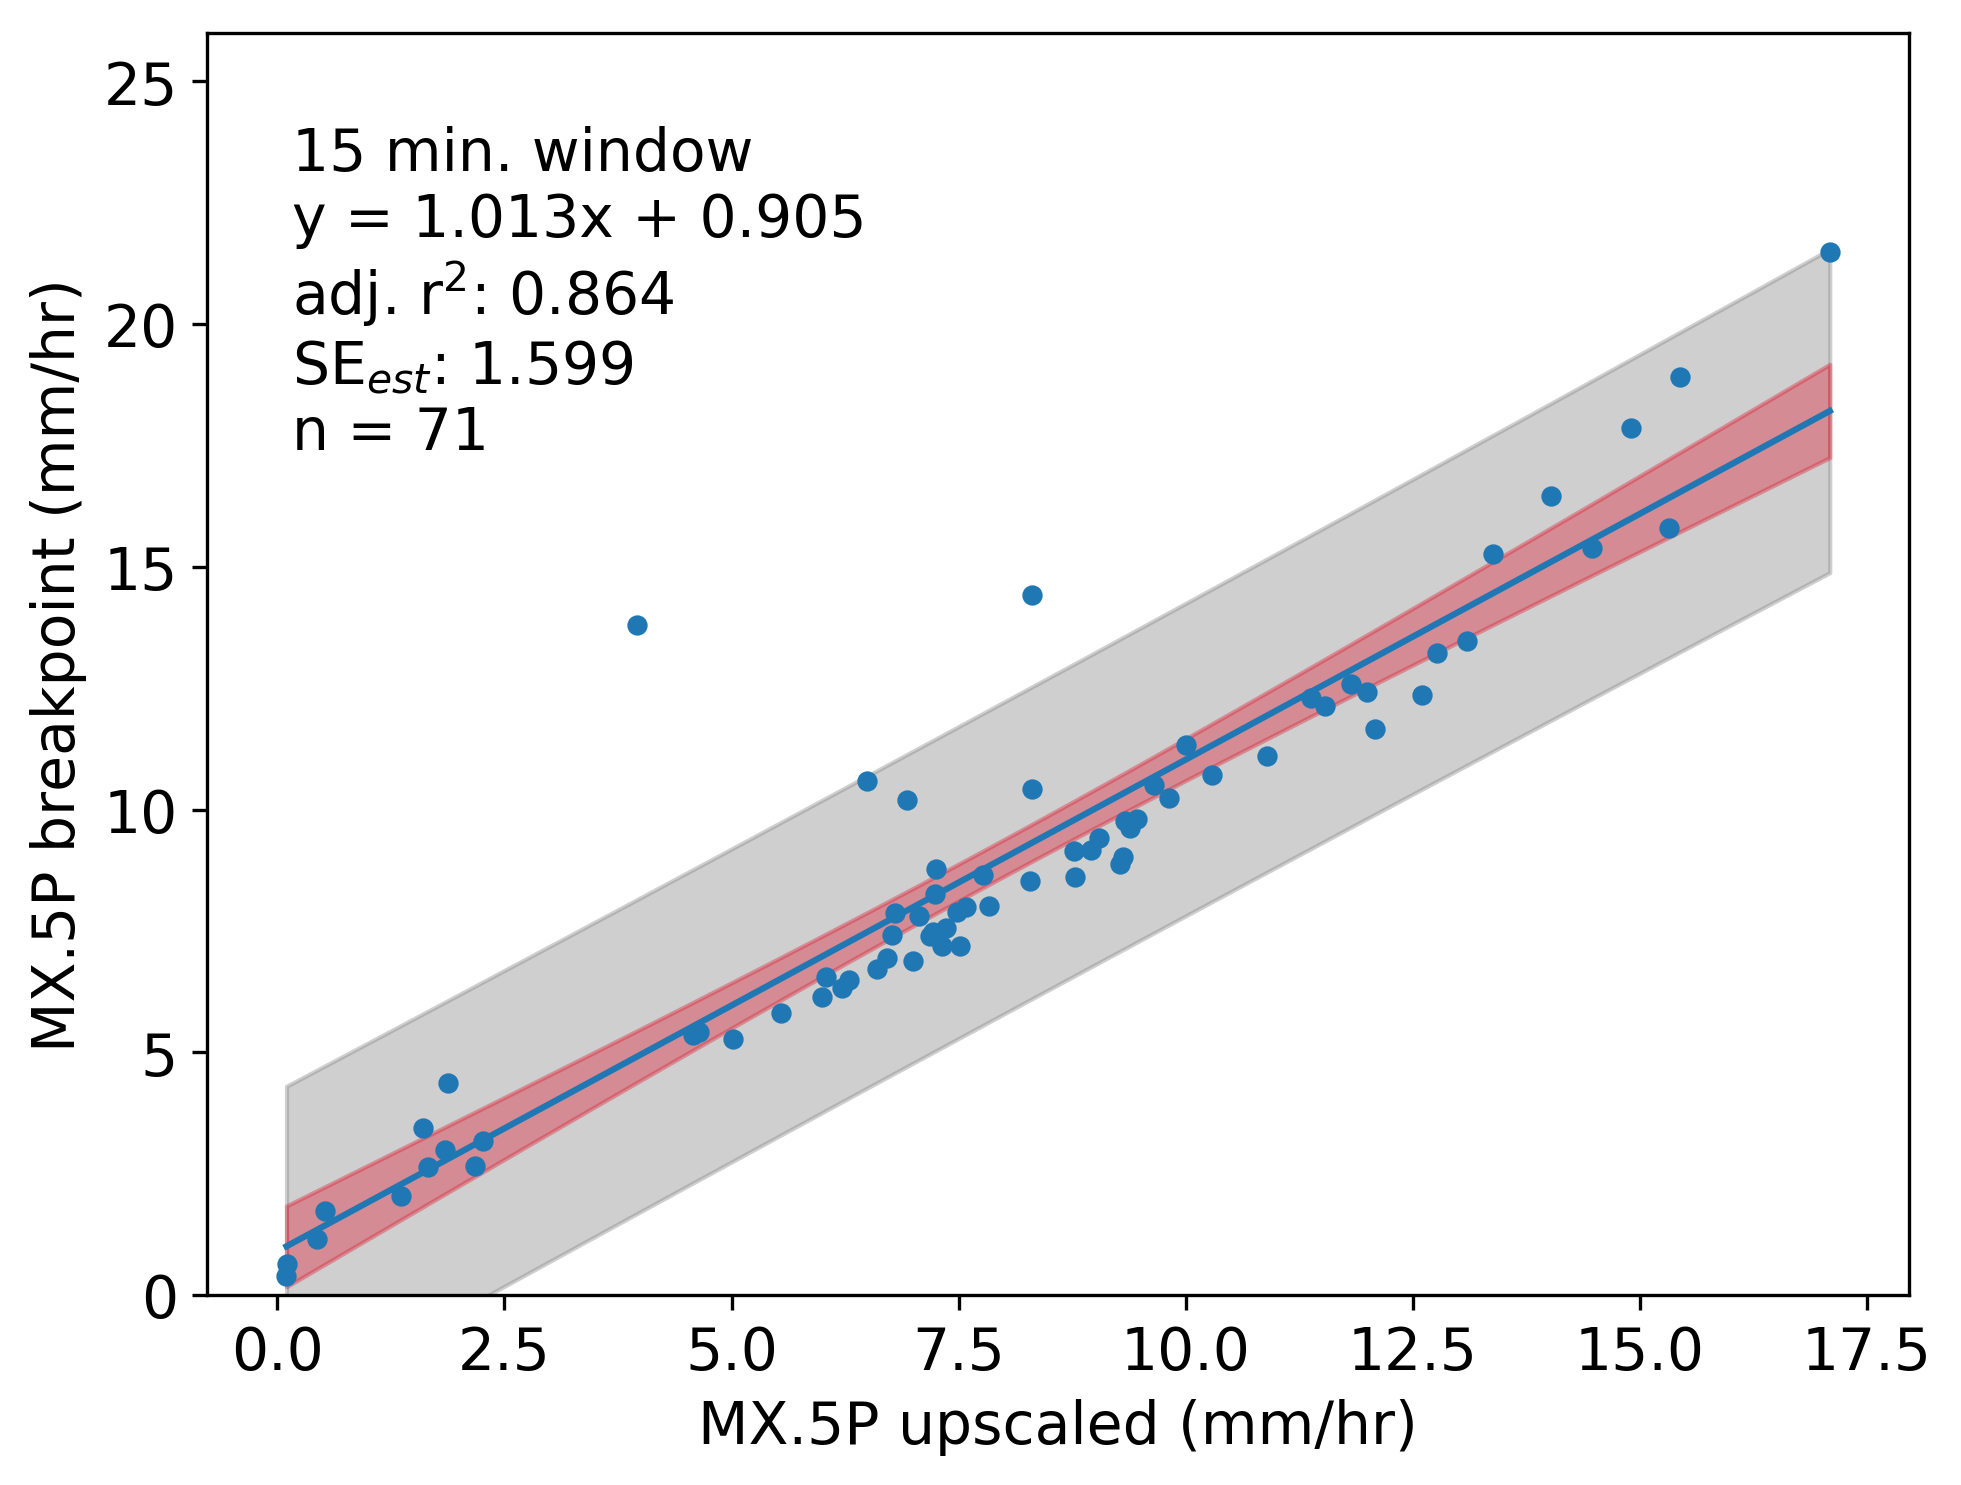 25
20
15
10
5
0
MX.5P breakpoint (mm/hr)
15 min. window
y = 1.013x + 0.905
adj. r²: 0.864
SEest: 1.599
n = 71
0.0 2.5 5.0 7.5 10.0 12.5 15.0 17.5
MX.5P upscaled (mm/hr)